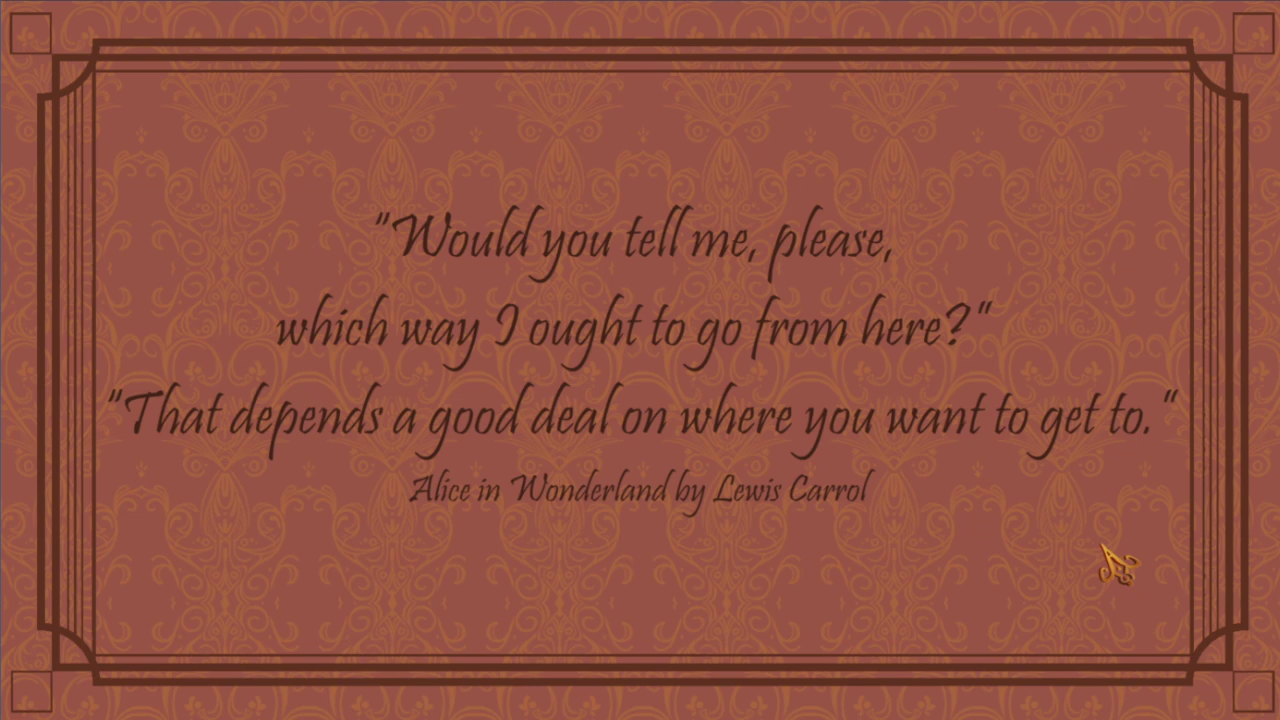 "Would you tell me, please,
which way I ought to go from here?"
"That depends a good deal on where you want to get to."
Alice in Wonderland by Lewis Carrol